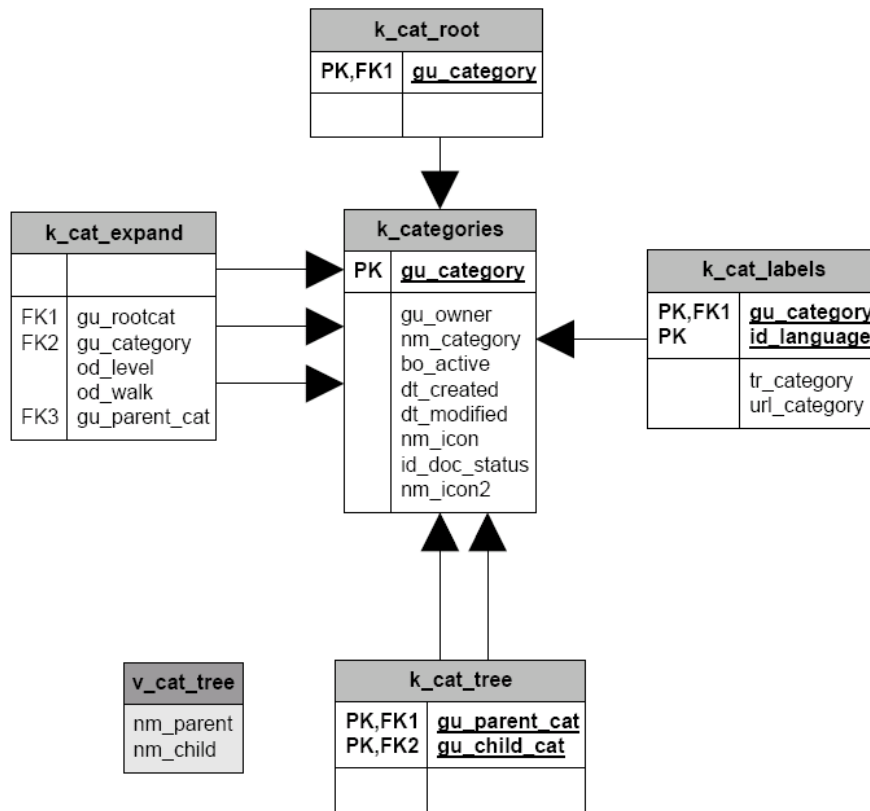 k_cat_root
PK,FK1 gu_category
k_cat_expand
FK1 gu_rootcat
FK2 gu_category
od_level
od_walk
FK3 gu_parent_cat
k_categories
PK gu_category
gu_owner
nm_category
bo_active
dt_created
dt_modified
nm_icon
id_doc_status
nm_icon2
k_cat_labels
PK,FK1 gu_category
PK id_language
tr_category
url_category
v_cat_tree
nm_parent
nm_child
k_cat_tree
PK,FK1 gu_parent_cat
PK,FK2 gu_child_cat